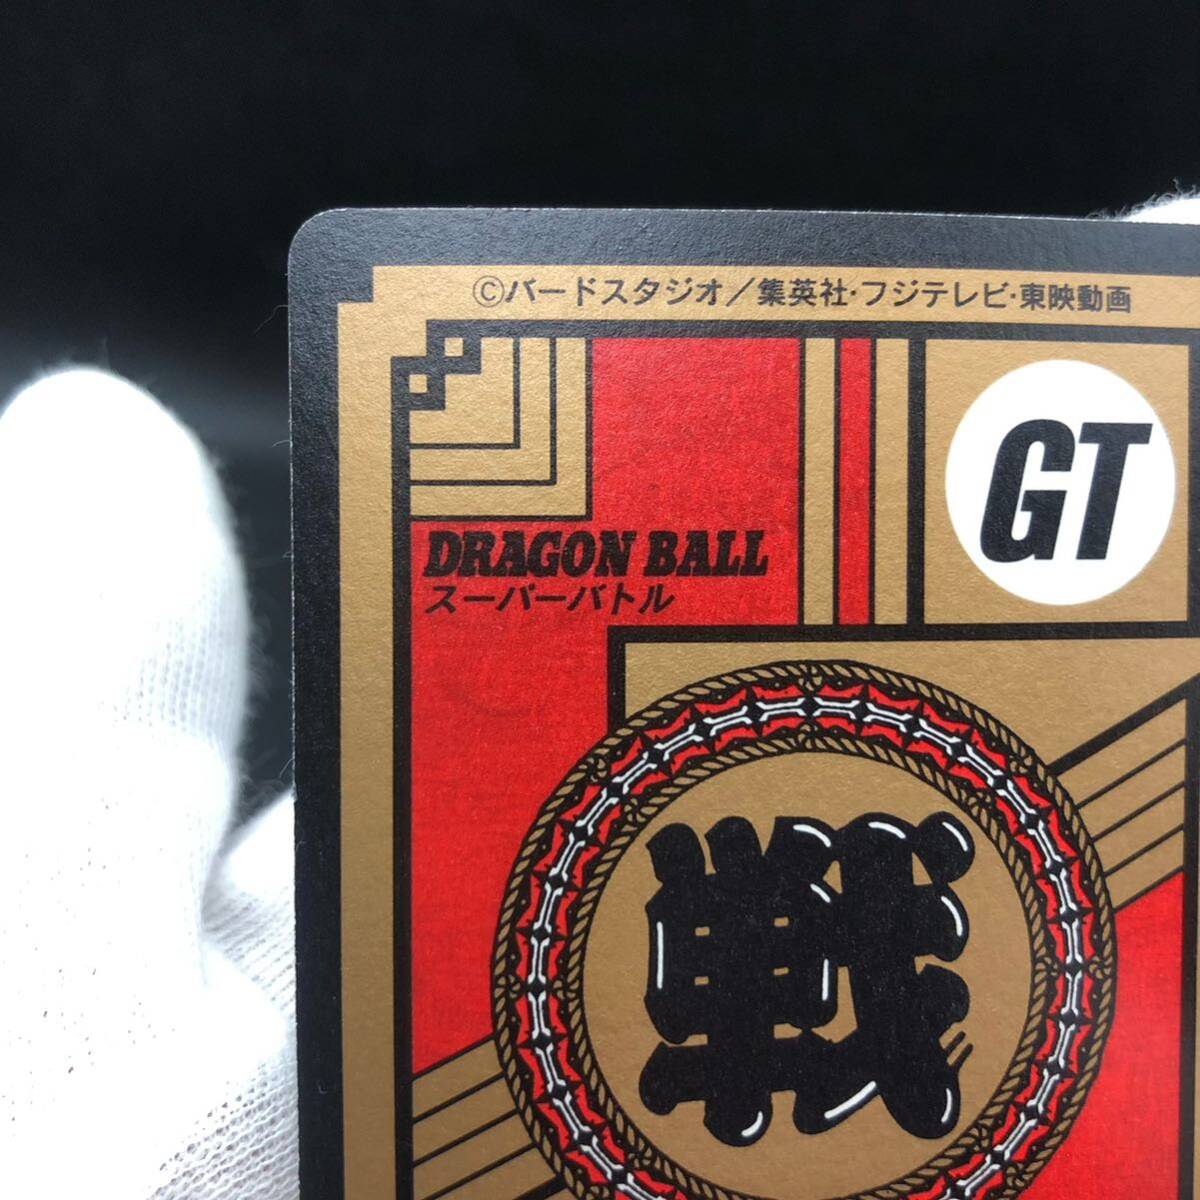 ©バードスタジオ／集英社・フジテレビ・東映動画
GT
DRAGON BALL
スーパーバトル
戦